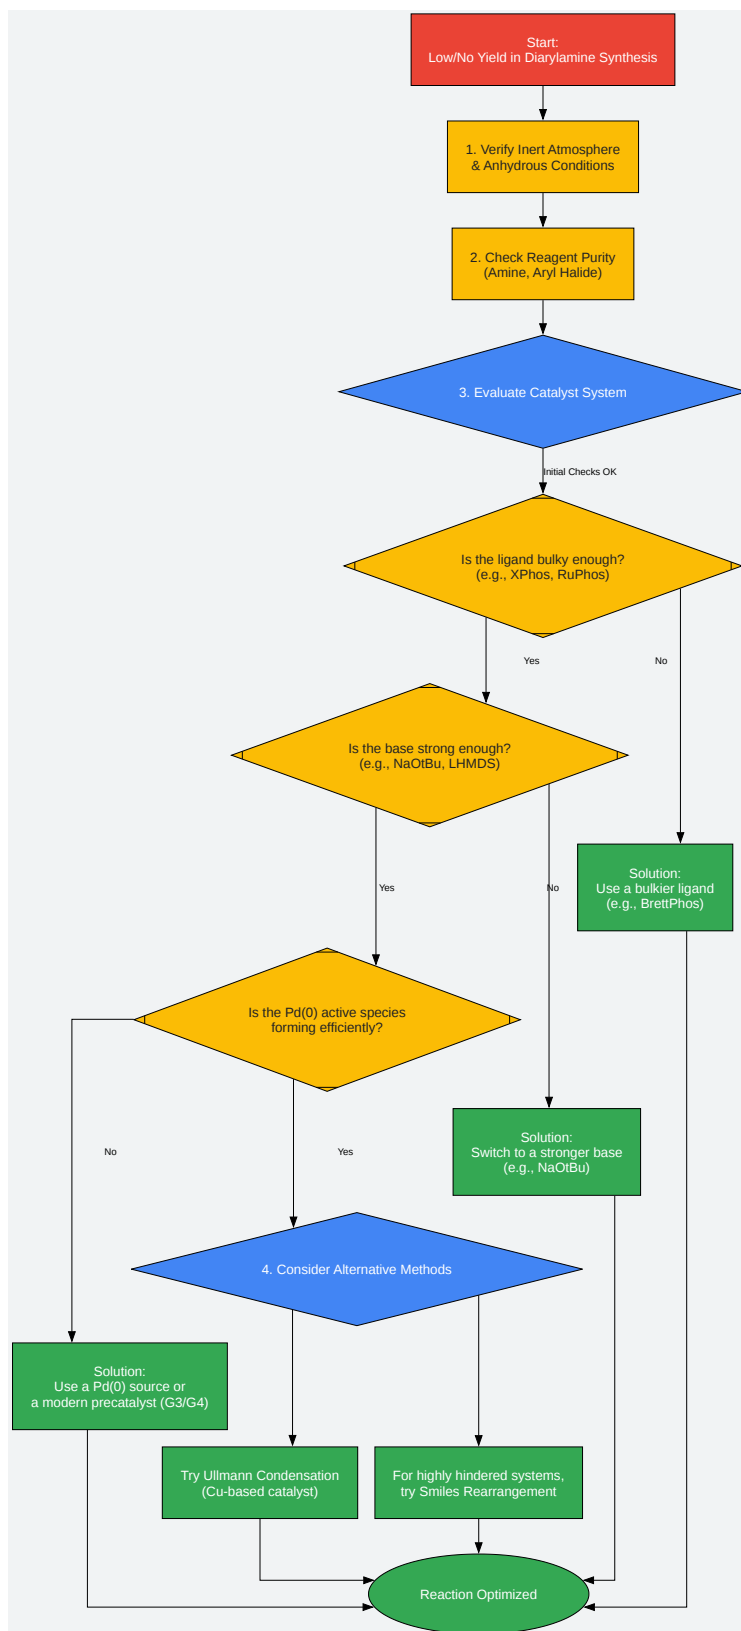 Start:
Low/No Yield in Diarylamine Synthesis
1. Verify Inert Atmosphere
& Anhydrous Conditions
2. Check Reagent Purity
(Amine, Aryl Halide)
3. Evaluate Catalyst System
Initial Checks OK
Is the ligand bulky enough?
(e.g., XPhos, RuPhos)
Yes
No
Is the base strong enough?
(e.g., NaOtBu, LHMDS)
Solution:
Use a bulkier ligand
(e.g., BrettPhos)
Yes
No
Is the Pd(0) active species
forming efficiently?
No
Yes
Solution:
Switch to a stronger base
(e.g., NaOtBu)
4. Consider Alternative Methods
Solution:
Use a Pd(0) source or
a modern precatalyst (G3/G4)
Try Ullmann Condensation
(Cu-based catalyst)
For highly hindered systems,
try Smiles Rearrangement
Reaction Optimized